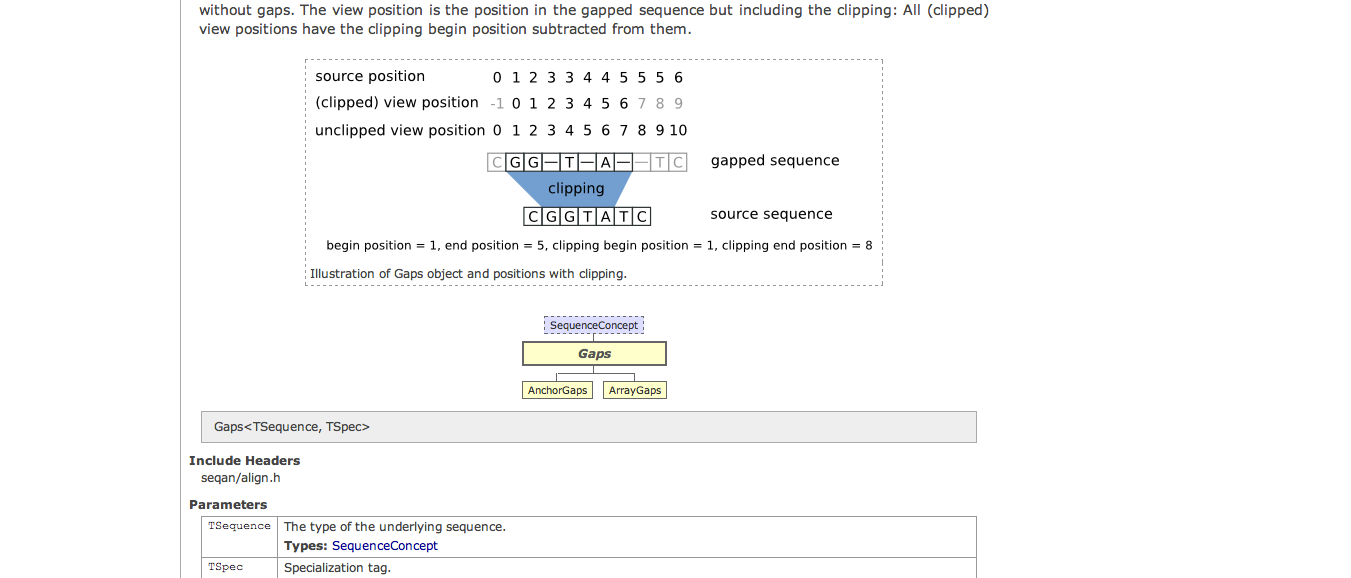 without gaps. The view position is the position in the gapped sequence but including the clipping: All (clipped)
view positions have the clipping begin position subtracted from them.
source position 0 1 2 3 3 4 4 5 5 5 6
(clipped) view position -1 0 1 2 3 4 5 6 7 8 9
unclipped view position 0 1 2 3 4 5 6 7 8 9 10
C G G — T — A — — T C gapped sequence
clipping
C G G T A T C source sequence
begin position = 1, end position = 5, clipping begin position = 1, clipping end position = 8
Illustration of Gaps object and positions with clipping.
SequenceConcept
Gaps
AnchorGaps ArrayGaps
Gaps<TSequence, TSpec>
Include Headers
seqan/align.h
Parameters
TSequence The type of the underlying sequence.
Types: SequenceConcept
TSpec Specialization tag.